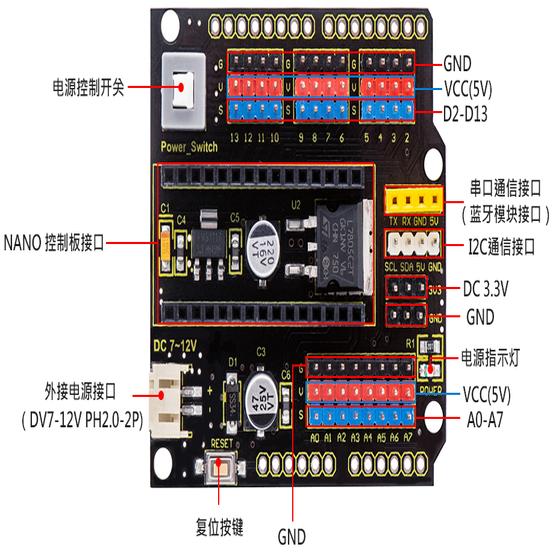 GND
VCC(5V)
D2-D13
电源控制开关
G
V
S
G
V
S
G
V
S
13 12 11 10
9 8 7 6
5 4 3 2
Power_Switch
串口通信接口
(蓝牙模块接口)
TX RX GND 5V
I2C通信接口
SCL SDA 5V GND
NANO 控制板接口
C1
C4
C5
U2
220
16V
VT
DC 3.3V
3V3
GND
GND
R1
电源指示灯
POWER
DC 7~12V
外接电源接口
(DV7-12V PH2.0-2P)
+
D1
SS34
C3
47
25V
VT
C6
G
V
S
VCC(5V)
A0-A7
A0 A1 A2 A3 A4 A5 A6 A7
RESET
复位按键
GND